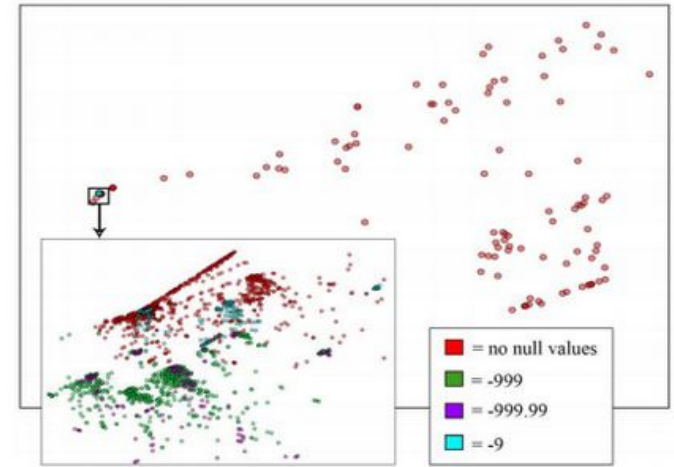 = no null values
= -999
= -999.99
= -9